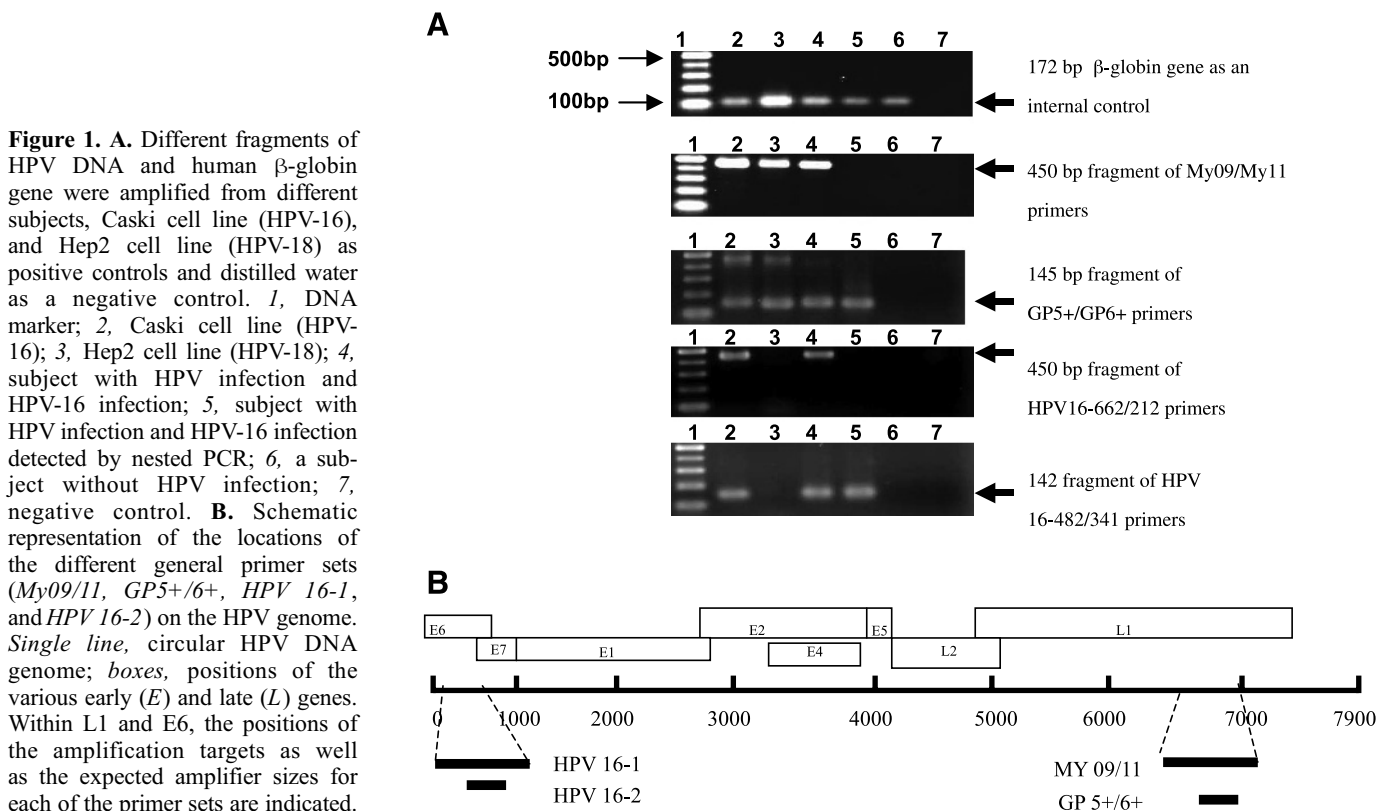 Figure 1. A. Different fragments of
HPV DNA and human β-globin
gene were amplified from different
subjects, Caski cell line (HPV-16),
and Hep2 cell line (HPV-18) as
positive controls and distilled water
as a negative control. 1, DNA
marker; 2, Caski cell line (HPV-
16); 3, Hep2 cell line (HPV-18); 4,
subject with HPV infection and
HPV-16 infection; 5, subject with
HPV infection and HPV-16 infection
detected by nested PCR; 6, a sub-
ject without HPV infection; 7,
negative control. B. Schematic
representation of the locations of
the different general primer sets
(My09/11, GP5+/6+, HPV 16-1,
and HPV 16-2) on the HPV genome.
Single line, circular HPV DNA
genome; boxes, positions of the
various early (E) and late (L) genes.
Within L1 and E6, the positions of
the amplification targets as well
as the expected amplifier sizes for
each of the primer sets are indicated.
A
1 2 3 4 5 6 7
500bp
100bp
172 bp β-globin gene as an
internal control
1 2 3 4 5 6 7
450 bp fragment of My09/My11
primers
1 2 3 4 5 6 7
145 bp fragment of
GP5+/GP6+ primers
1 2 3 4 5 6 7
450 bp fragment of
HPV16-662/212 primers
1 2 3 4 5 6 7
142 fragment of HPV
16-482/341 primers
B
E6 E2 E5 L1
E7 E1 E4 L2
0 1000 2000 3000 4000 5000 6000 7000 7900
HPV 16-1
HPV 16-2
MY 09/11
GP 5+/6+